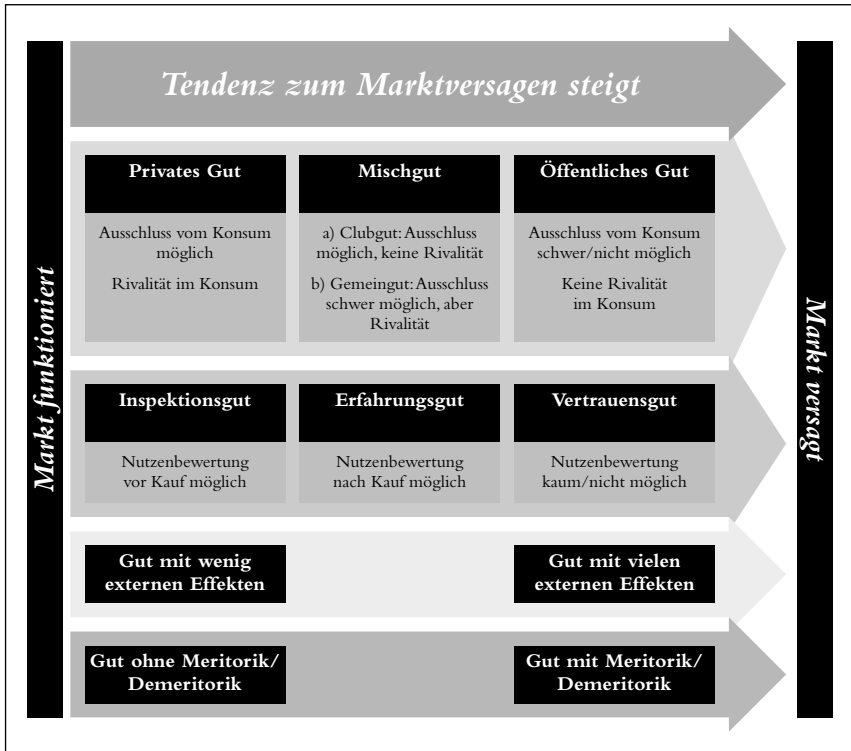 Tendenz zum Marktversagen steigt
Markt funktioniert
Privates Gut
Ausschluss vom Konsum
möglich
Rivalität im Konsum
Mischgut
a) Clubgut: Ausschluss
möglich, keine Rivalität
b) Gemeingut: Ausschluss
schwer möglich, aber
Rivalität
Öffentliches Gut
Ausschluss vom Konsum
schwer/nicht möglich
Keine Rivalität
im Konsum
Inspektionsgut
Nutzenbewertung
vor Kauf möglich
Erfahrungsgut
Nutzenbewertung
nach Kauf möglich
Vertrauensgut
Nutzenbewertung
kaum/nicht möglich
Gut mit wenig
externen Effekten
Gut mit vielen
externen Effekten
Gut ohne Meritorik/
Demeritorik
Gut mit Meritorik/
Demeritorik
Markt versagt